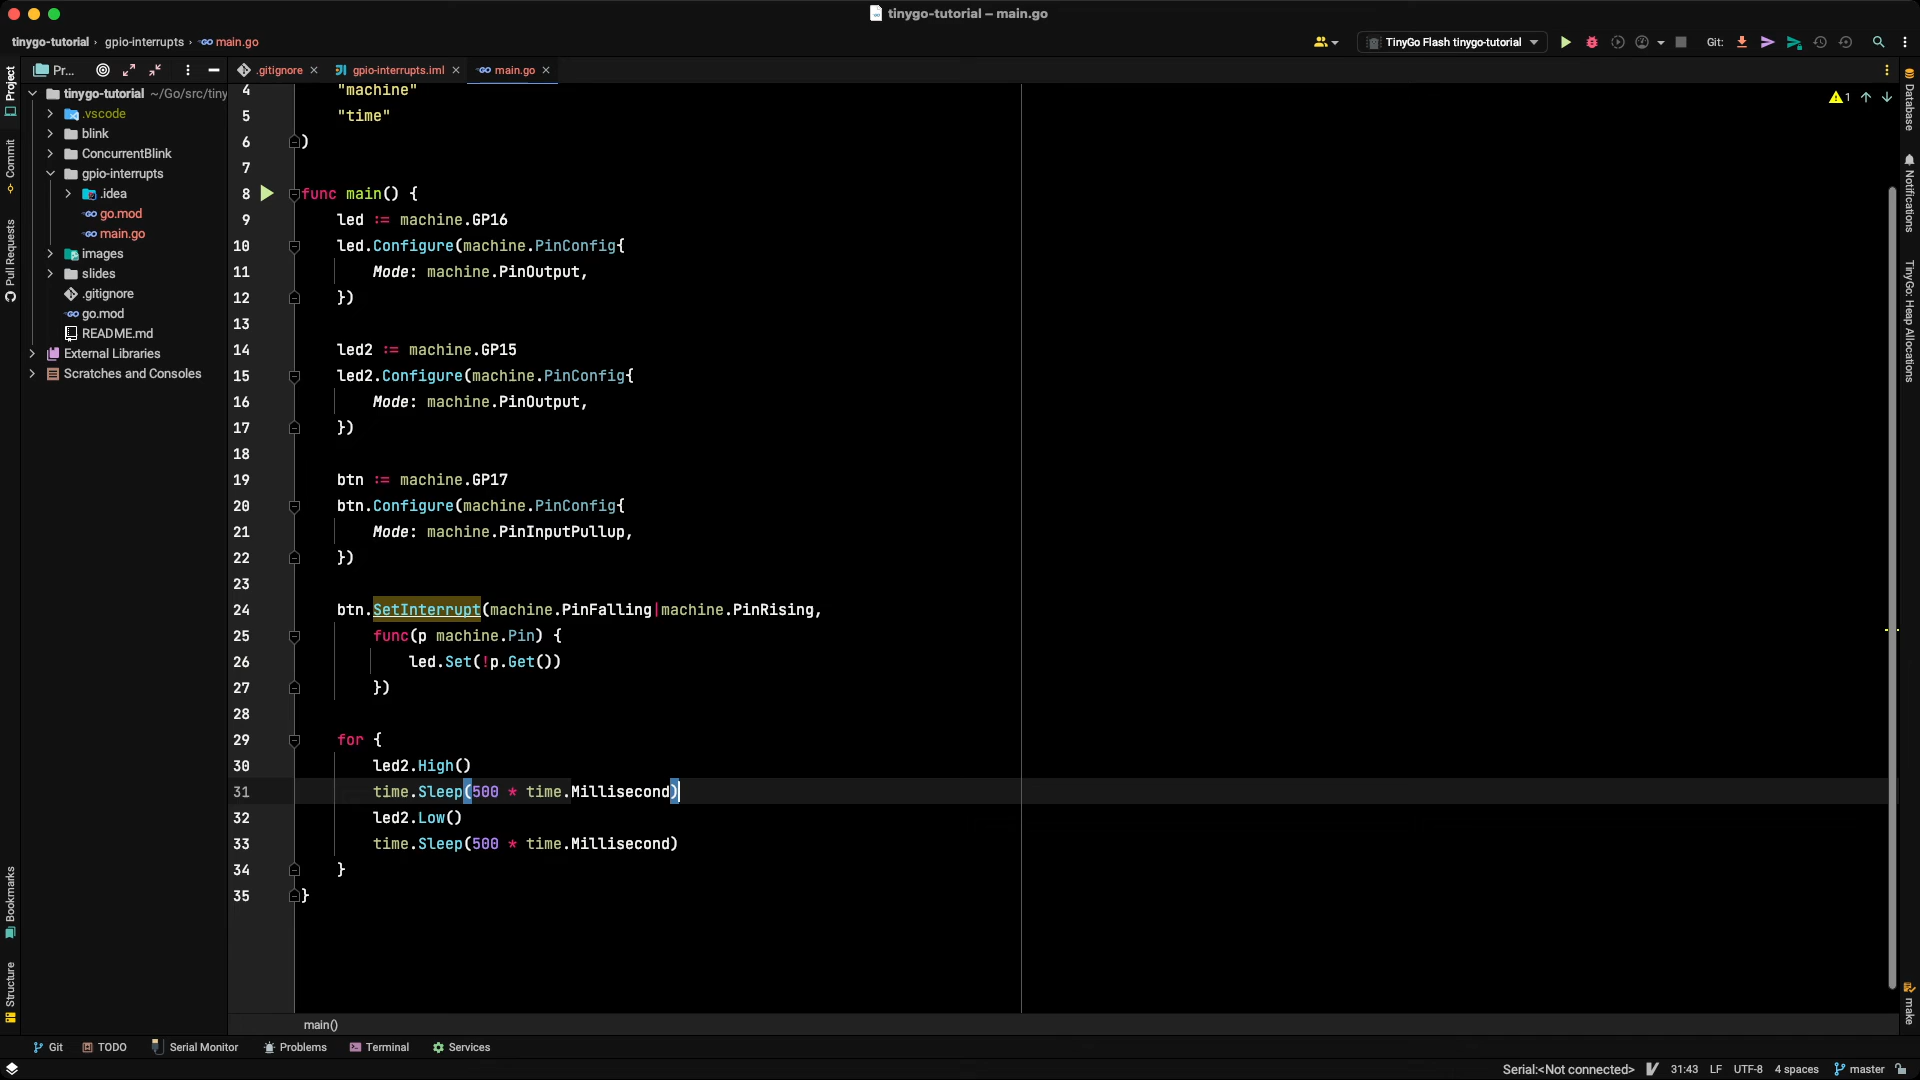 tinygo-tutorial – main.go
tinygo-tutorial › gpio-interrupts › main.go
TinyGo Flash tinygo-tutorial
Git:
Pr...
.gitignore
gpio-interrupts.iml
main.go
Project
Commit
Pull Requests
Bookmarks
Structure
tinygo-tutorial ~/Go/src/tiny
.vscode
blink
ConcurrentBlink
gpio-interrupts
.idea
go.mod
main.go
images
slides
.gitignore
go.mod
README.md
External Libraries
Scratches and Consoles
4 "machine"
5 "time"
6 )
7
8 func main() {
9 led := machine.GP16
10 led.Configure(machine.PinConfig{
11 Mode: machine.PinOutput,
12 })
13
14 led2 := machine.GP15
15 led2.Configure(machine.PinConfig{
16 Mode: machine.PinOutput,
17 })
18
19 btn := machine.GP17
20 btn.Configure(machine.PinConfig{
21 Mode: machine.PinInputPullup,
22 })
23
24 btn.SetInterrupt(machine.PinFalling|machine.PinRising,
25 func(p machine.Pin) {
26 led.Set(!p.Get())
27 })
28
29 for {
30 led2.High()
31 time.Sleep(500 * time.Millisecond)
32 led2.Low()
33 time.Sleep(500 * time.Millisecond)
34 }
35 }
1
Database
Notifications
TinyGo: Heap Allocations
make
main()
Git
TODO
Serial Monitor
Problems
Terminal
Services
Serial:<Not connected>
31:43
LF
UTF-8
4 spaces
master